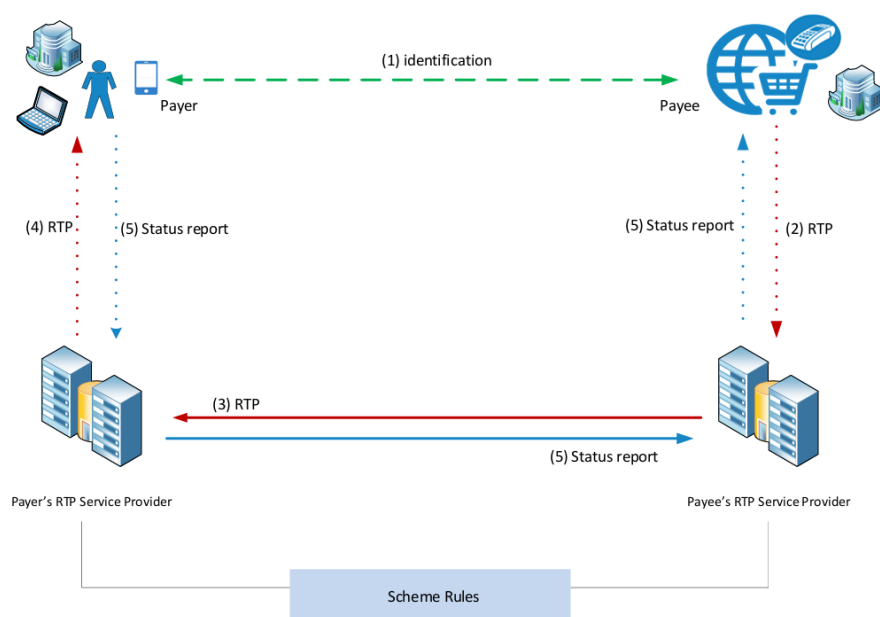 (1) identification
Payer
Payee
(4) RTP
(5) Status report
(5) Status report
(2) RTP
(3) RTP
(5) Status report
Payer's RTP Service Provider
Payee's RTP Service Provider
Scheme Rules